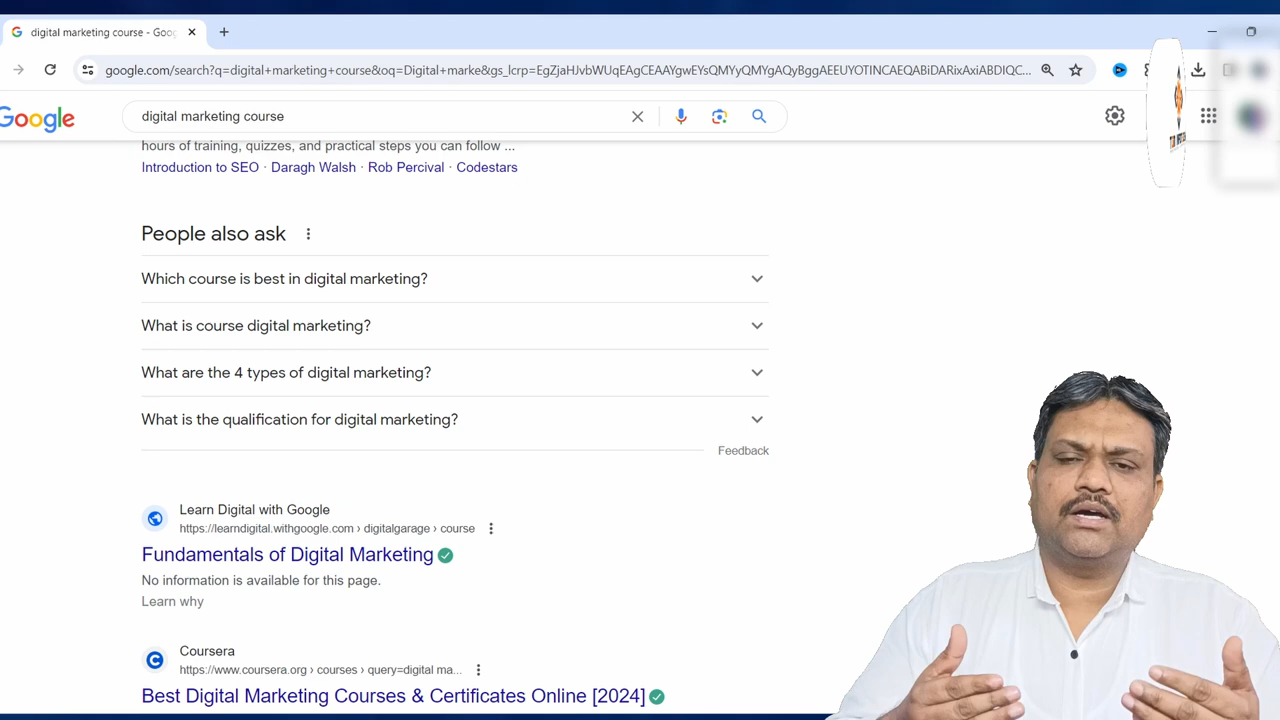 digital marketing course - Goog
google.com/search?q=digital+marketing+course&oq=Digital+marke&gs_lcrp=EgZjaHJvbWUqEAgCEAAYgwEYsQMYyQMYgAQyBggAEEUYOTINCAEQABiDARixAxiABDIQC...
Google
digital marketing course
hours of training, quizzes, and practical steps you can follow ...
Introduction to SEO · Daragh Walsh · Rob Percival · Codestars
People also ask
Which course is best in digital marketing?
What is course digital marketing?
What are the 4 types of digital marketing?
What is the qualification for digital marketing?
Feedback
Learn Digital with Google
https://learndigital.withgoogle.com › digitalgarage › course
Fundamentals of Digital Marketing
No information is available for this page.
Learn why
Coursera
https://www.coursera.org › courses › query=digital ma...
Best Digital Marketing Courses & Certificates Online [2024]